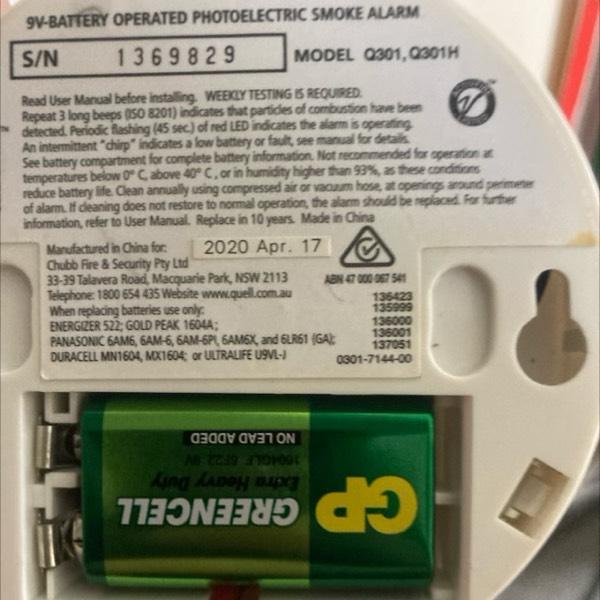 9V-BATTERY OPERATED PHOTOELECTRIC SMOKE ALARM
S/N 1369829 MODEL Q301, Q301H
Read User Manual before installing. WEEKLY TESTING IS REQUIRED.
Repeat 3 long beeps (ISO 8201) indicates that particles of combustion have been
detected. Periodic flashing (45 sec.) of red LED indicates the alarm is operating.
An intermittent "chirp" indicates a low battery or fault, see manual for details.
See battery compartment for complete battery information. Not recommended for operation at
temperatures below 0° C, above 40° C, or in humidity higher than 93%, as these conditions
reduce battery life. Clean annually using compressed air or vacuum hose, at openings around perimeter
of alarm. If cleaning does not restore to normal operation, the alarm should be replaced. For further
information, refer to User Manual. Replace in 10 years. Made in China
Manufactured in China for: 2020 Apr. 17
Chubb Fire & Security Pty Ltd
33-39 Talavera Road, Macquarie Park, NSW 2113 ABN 47 000 067 541
Telephone: 1800 654 435 Website www.quell.com.au 136423
When replacing batteries use only: 135999
ENERGIZER 522; GOLD PEAK 1604A; 136000
136001
PANASONIC 6AM6, 6AM-6, 6AM-6PI, 6AM6X, and 6LR61 (GA); 137051
DURACELL MN1604, MX1604; or ULTRALIFE U9VL-J 0301-7144-00
NO LEAD ADDED
1604GLF 6F22 9V
Extra Heavy Duty
GP GREENCELL